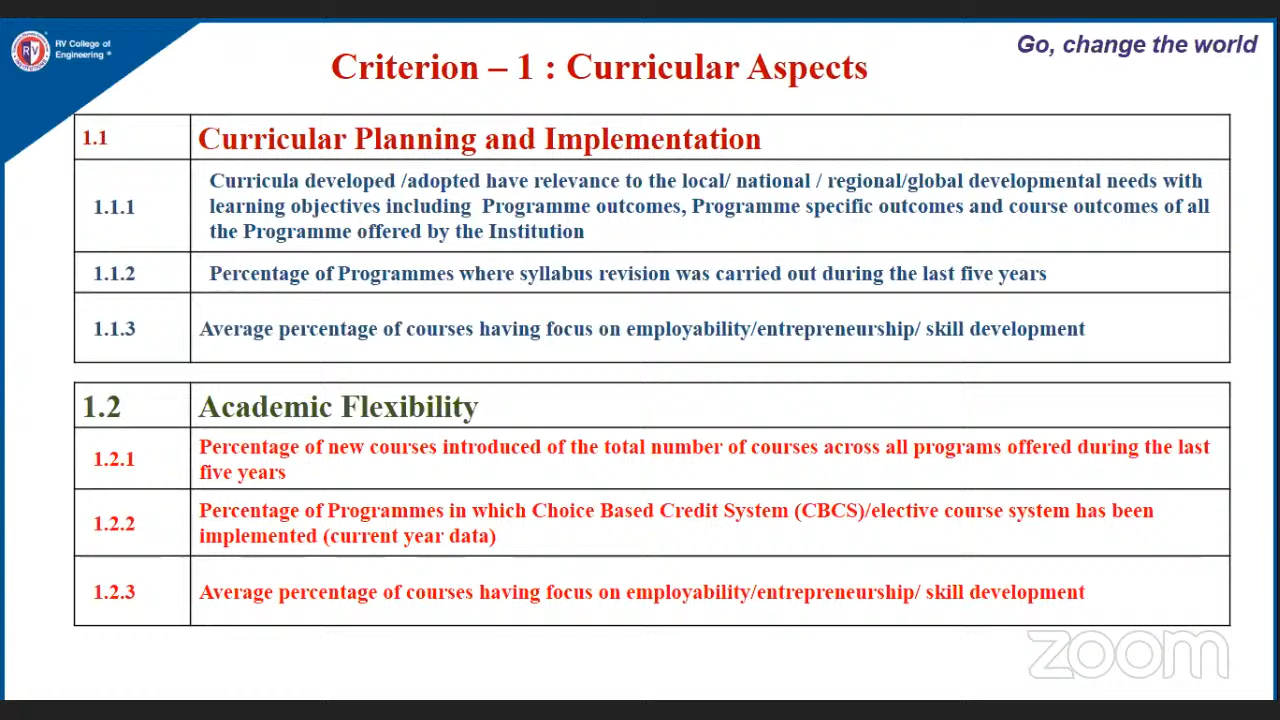 RV College of
Engineering ®
Go, change the world
Criterion – 1 : Curricular Aspects
1.1 Curricular Planning and Implementation
1.1.1 Curricula developed /adopted have relevance to the local/ national / regional/global developmental needs with
learning objectives including Programme outcomes, Programme specific outcomes and course outcomes of all
the Programme offered by the Institution
1.1.2 Percentage of Programmes where syllabus revision was carried out during the last five years
1.1.3 Average percentage of courses having focus on employability/entrepreneurship/ skill development
1.2 Academic Flexibility
1.2.1 Percentage of new courses introduced of the total number of courses across all programs offered during the last
five years
1.2.2 Percentage of Programmes in which Choice Based Credit System (CBCS)/elective course system has been
implemented (current year data)
1.2.3 Average percentage of courses having focus on employability/entrepreneurship/ skill development
zoom